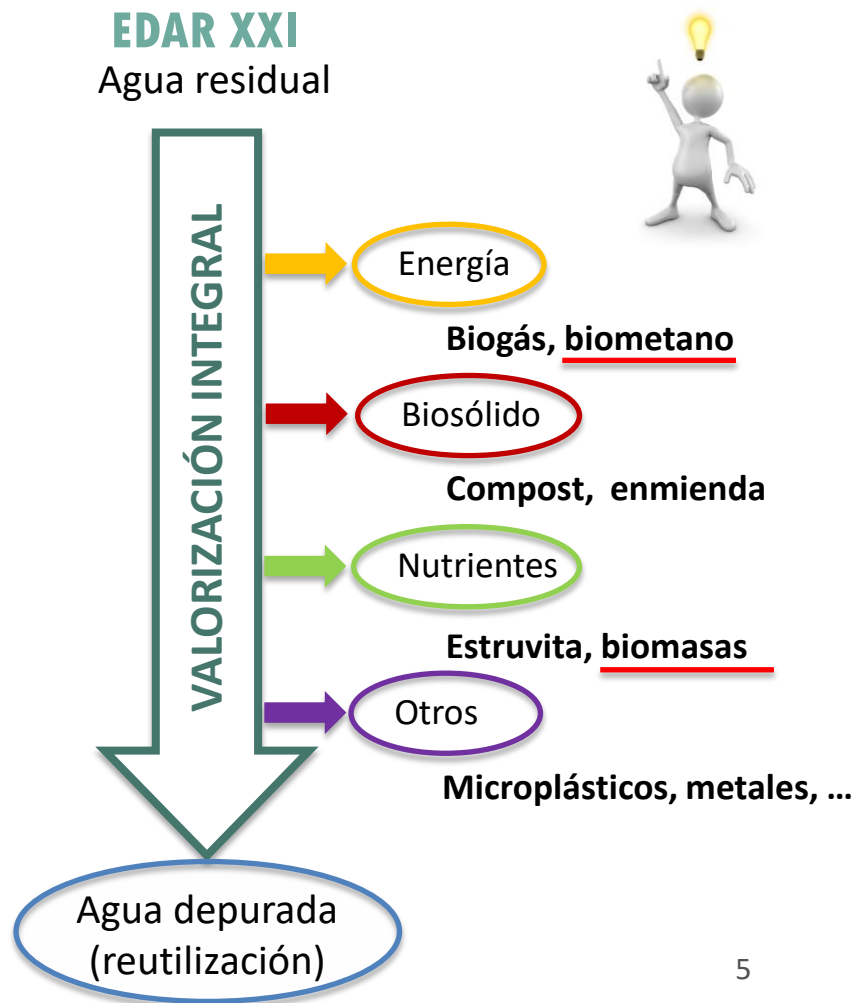 EDAR XXI
Agua residual
VALORIZACIÓN INTEGRAL
Energía
Biogás, biometano
Biosólido
Compost, enmienda
Nutrientes
Estruvita, biomasas
Otros
Microplásticos, metales, ...
Agua depurada
(reutilización)
5